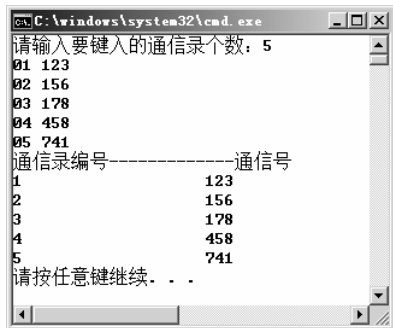 C:\windows\system32\cmd.exe
请输入要键入的通信录个数：5
01 123
02 156
03 178
04 458
05 741
通信录编号-------------通信号
1 123
2 156
3 178
4 458
5 741
请按任意键继续. . .